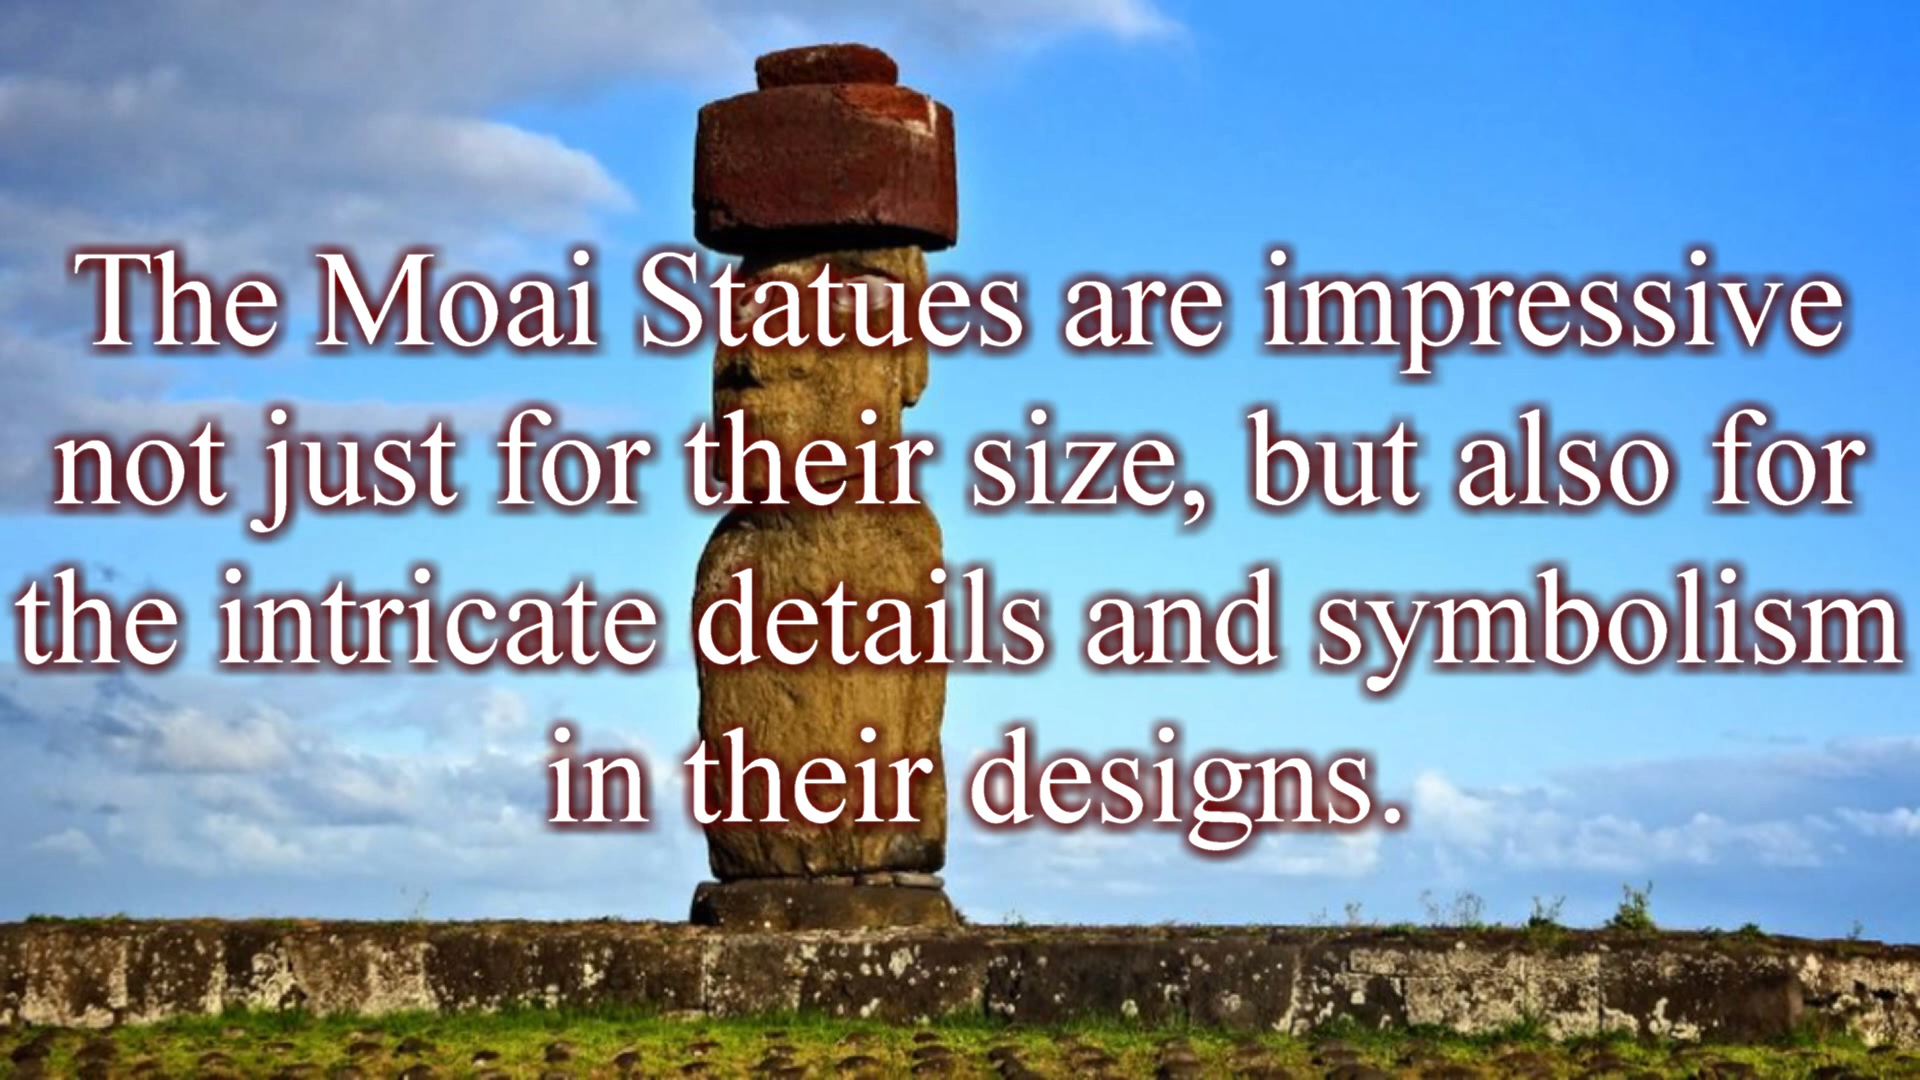 The Moai Statues are impressive
not just for their size, but also for
the intricate details and symbolism
in their designs.